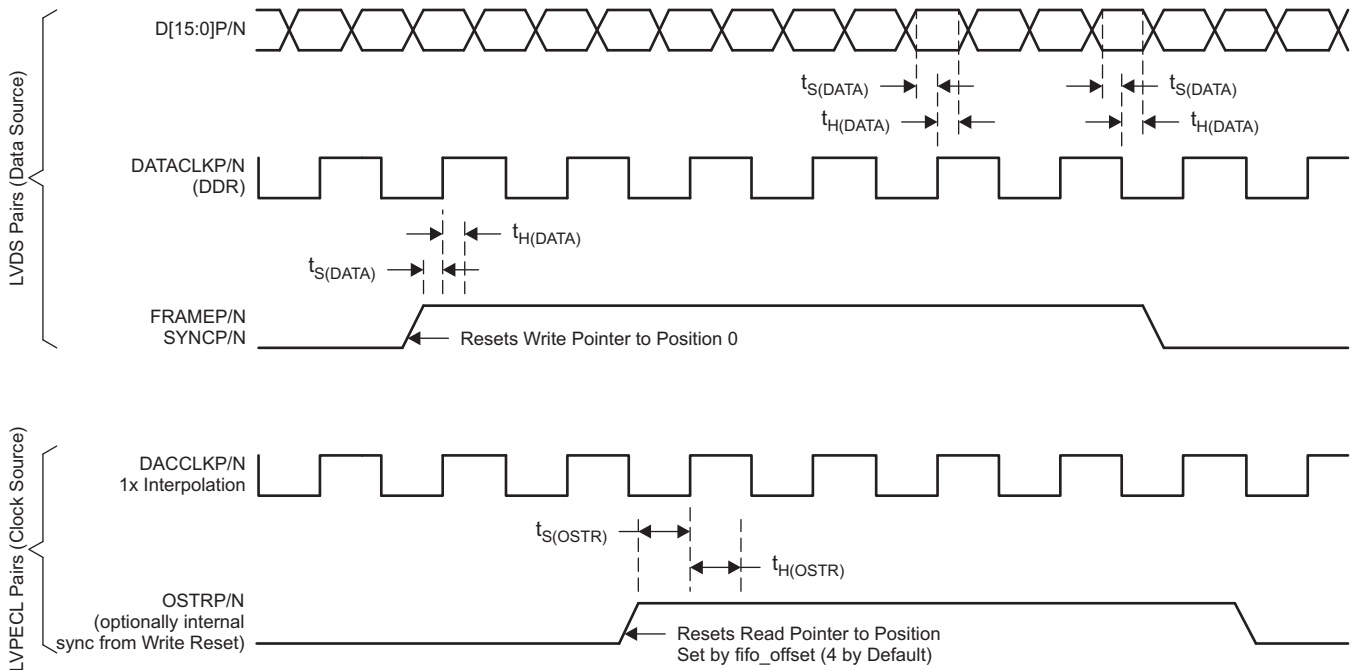 LVDS Pairs (Data Source)
D[15:0]P/N
tS(DATA)
tS(DATA)
tH(DATA)
tH(DATA)
DATACLKP/N
(DDR)
tH(DATA)
tS(DATA)
FRAMEP/N
SYNCP/N
Resets Write Pointer to Position 0
LVPECL Pairs (Clock Source)
DACCLKP/N
1x Interpolation
tS(OSTR)
tH(OSTR)
OSTRP/N
(optionally internal
sync from Write Reset)
Resets Read Pointer to Position
Set by fifo_offset (4 by Default)